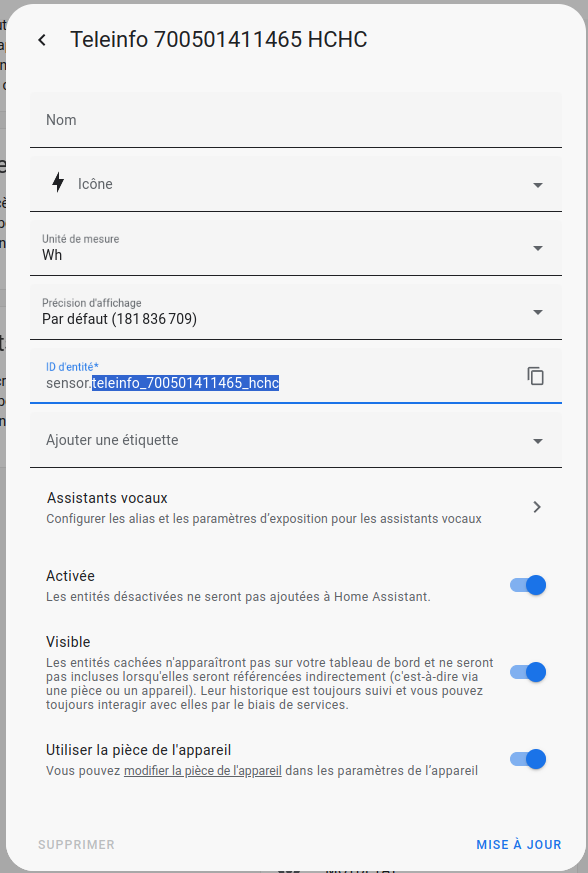 Teleinfo 700501411465 HCHC
Nom
Icône
Unité de mesure
Wh
Précision d'affichage
Par défaut (181 836 709)
ID d'entité*
sensor.teleinfo_700501411465_hchc
Ajouter une étiquette
Assistants vocaux
Configurer les alias et les paramètres d'exposition pour les assistants vocaux
Activée
Les entités désactivées ne seront pas ajoutées à Home Assistant.
Visible
Les entités cachées n'apparaîtront pas sur votre tableau de bord et ne seront
pas incluses lorsqu'elles seront référencées indirectement (c'est-à-dire via
une pièce ou un appareil). Leur historique est toujours suivi et vous pouvez
toujours interagir avec elles par le biais de services.
Utiliser la pièce de l'appareil
Vous pouvez modifier la pièce de l'appareil dans les paramètres de l'appareil
SUPPRIMER
MISE À JOUR